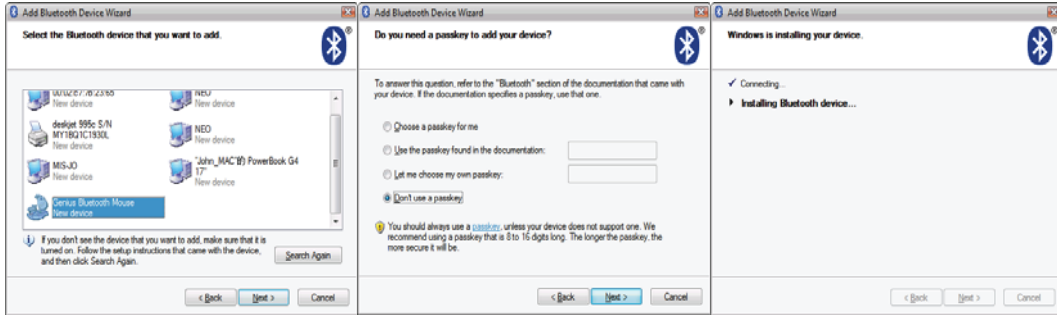 Add Bluetooth Device Wizard
Select the Bluetooth device that you want to add.
New device
NEO
New device
deskjet 995c S/N
MY1BQ1C1930L
New device
NEO
New device
MIS-JO
New device
PowerBook G4
17"
New device
Genius Bluetooth Mouse
New device
If you don't see the device that you want to add, make sure that it is
turned on. Follow the setup instructions that came with the device,
and then click Search Again.
Search Again
< Back
Next >
Cancel
Add Bluetooth Device Wizard
Do you need a passkey to add your device?
To answer this question, refer to the "Bluetooth" section of the documentation that came with
your device. If the documentation specifies a passkey, use that one.
Choose a passkey for me
Use the passkey found in the documentation:
Let me choose my own passkey:
Don't use a passkey
You should always use a passkey, unless your device does not support one. We
recommend using a passkey that is 8 to 16 digits long. The longer the passkey, the
more secure it will be.
< Back
Next >
Cancel
Add Bluetooth Device Wizard
Windows is installing your device.
Connecting...
Installing Bluetooth device...
< Back
Next >
Cancel